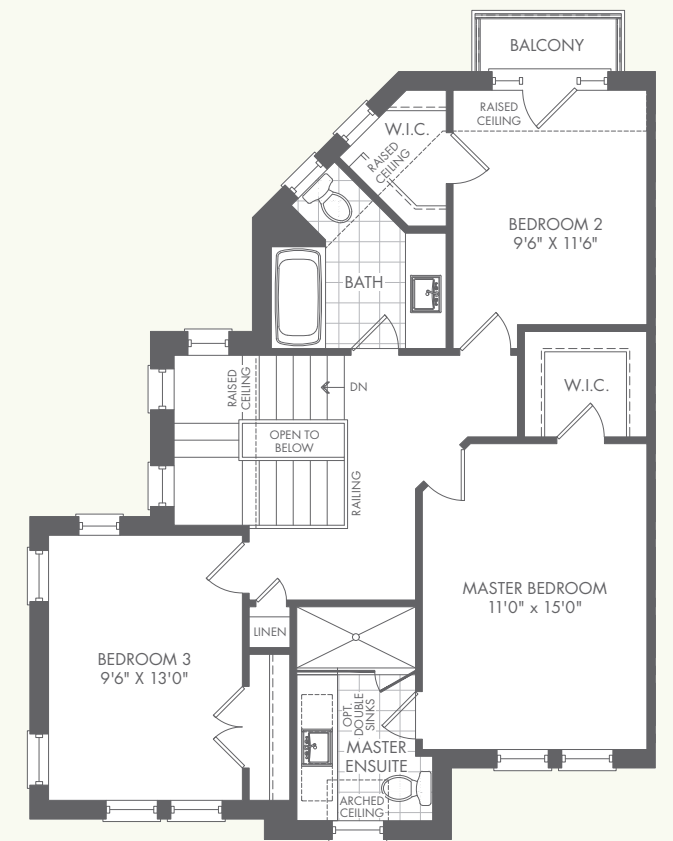 BALCONY
RAISED
CEILING
W.I.C.
RAISED
CEILING
BEDROOM 2
9'6" X 11'6"
BATH
RAISED
CEILING
DN
W.I.C.
OPEN TO
BELOW
RAILING
MASTER BEDROOM
11'0" x 15'0"
LINEN
BEDROOM 3
9'6" X 13'0"
OPT.
DOUBLE
SINKS
MASTER
ENSUITE
ARCHED
CEILING